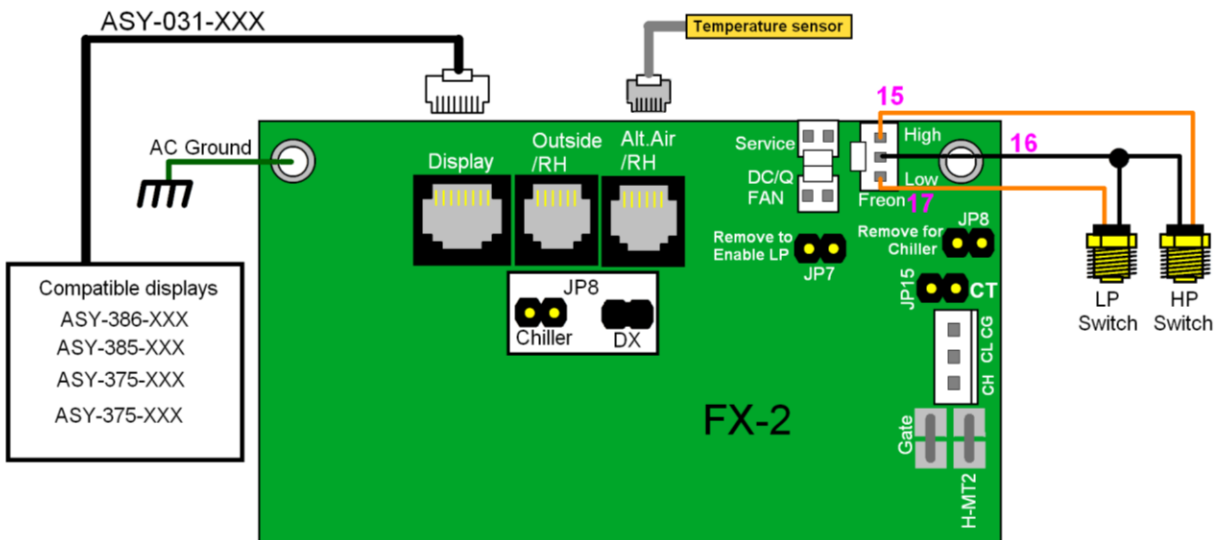 ASY-031-XXX
Temperature sensor
15
High
16
AC Ground
Display
Outside
/RH
Alt.Air
/RH
Service
DC/Q
FAN
Low
Freon
17
Remove to
Enable LP
JP7
Remove for
Chiller
JP8
JP15
CT
LP
Switch
HP
Switch
Compatible displays
ASY-386-XXX
ASY-385-XXX
ASY-375-XXX
ASY-375-XXX
JP8
Chiller
DX
CG
CL
CH
FX-2
Gate
H-MT2